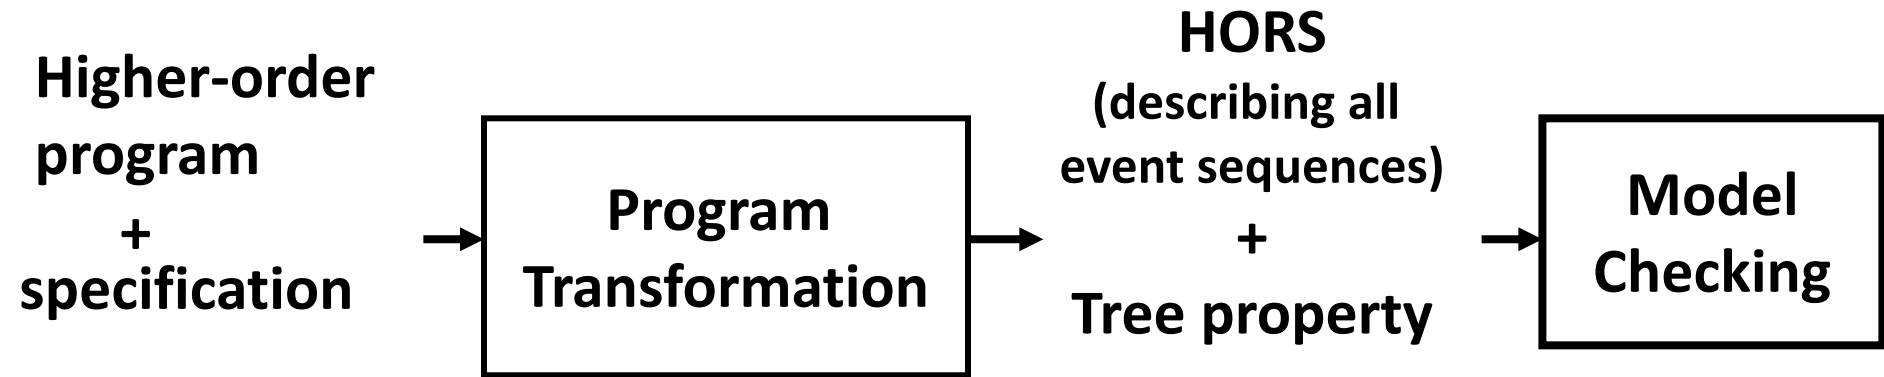 Higher-order
program
+
specification
Program
Transformation
HORS
(describing all
event sequences)
+
Tree property
Model
Checking